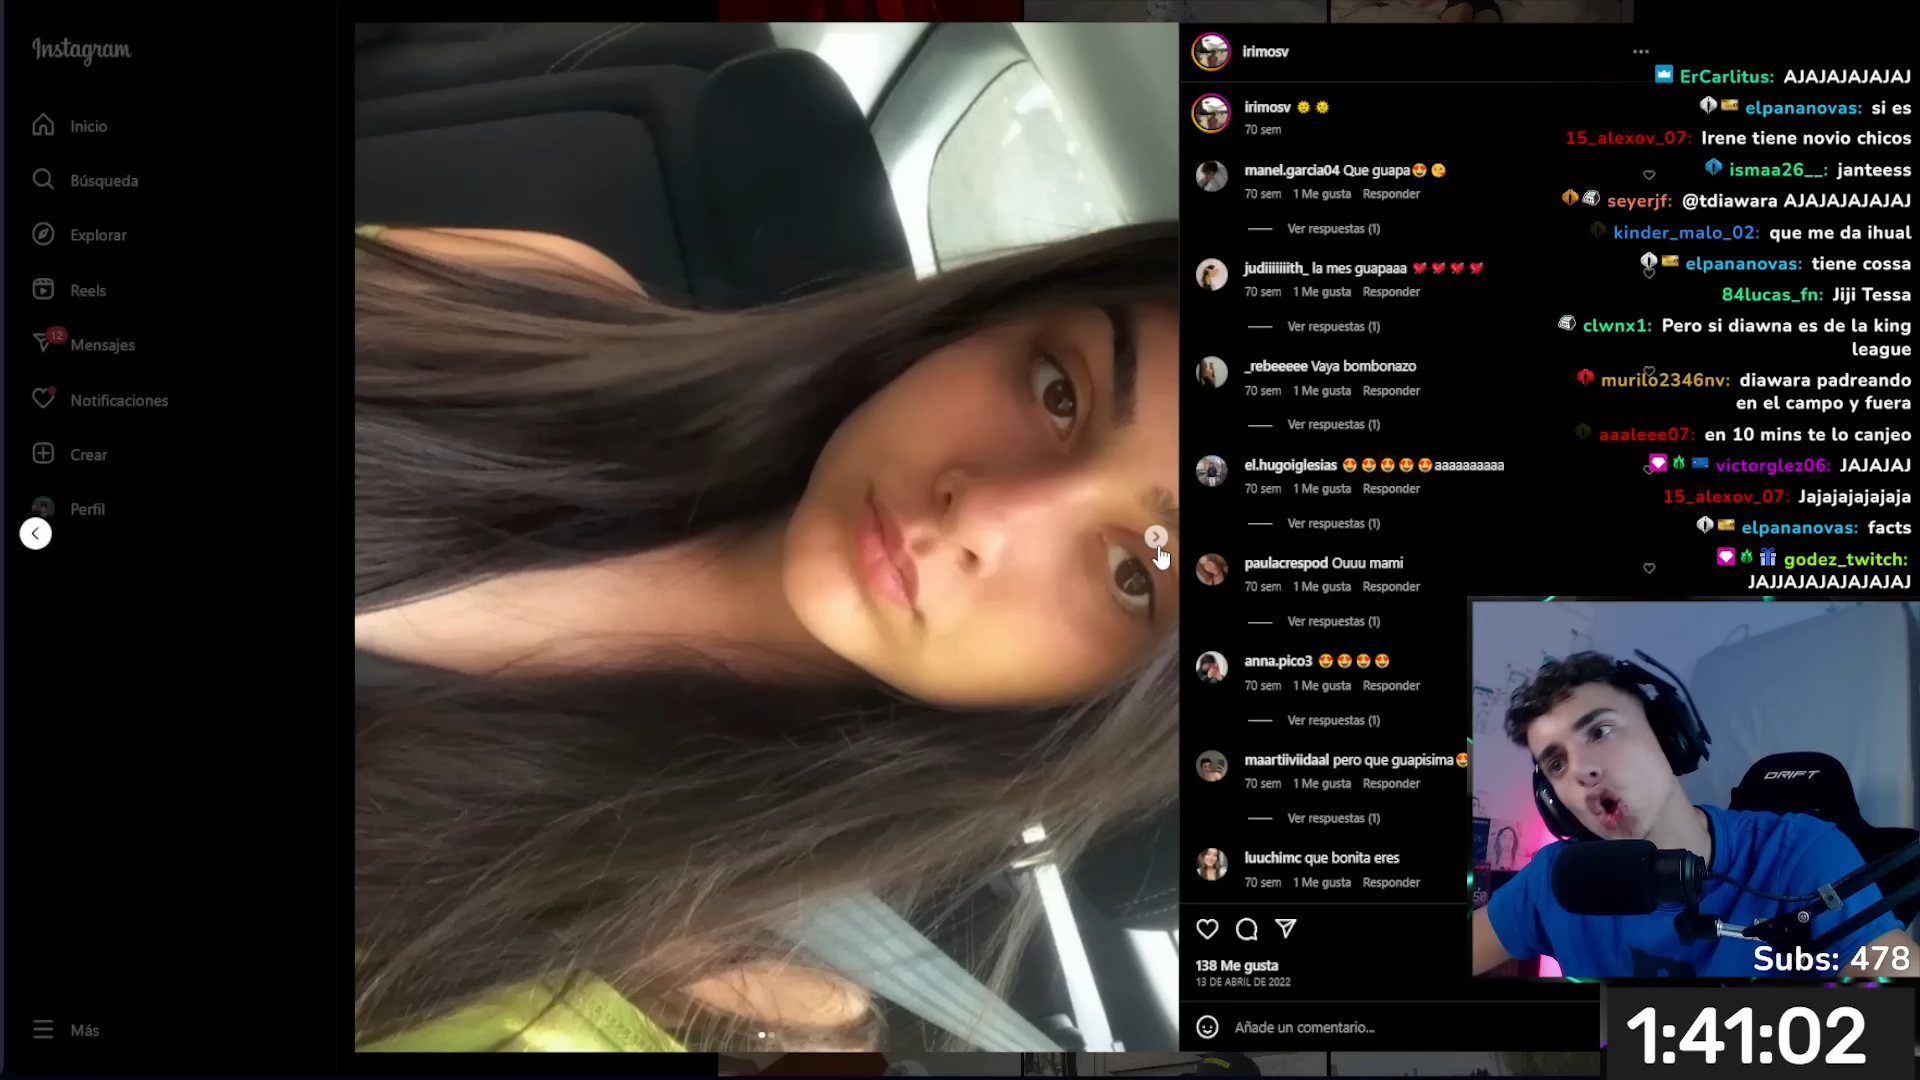 Instagram
Inicio
Búsqueda
Explorar
Reels
12
Mensajes
Notificaciones
Crear
Perfil
Más
irimosv
irimosv
70 sem
manel.garcia04 Que guapa😍😘
70 sem 1 Me gusta Responder
Ver respuestas (1)
judiiiiiiith_ la mes guapaaa
70 sem 1 Me gusta Responder
Ver respuestas (1)
_rebeeeee Vaya bombonazo
70 sem 1 Me gusta Responder
Ver respuestas (1)
el.hugoiglesias 😍😍😍😍😍aaaaaaaaaa
70 sem 1 Me gusta Responder
Ver respuestas (1)
paulacrespod Ouuu mami
70 sem 1 Me gusta Responder
Ver respuestas (1)
anna.pico3 😍😍😍😍
70 sem 1 Me gusta Responder
Ver respuestas (1)
maartiiviidaal pero que guapisima
70 sem 1 Me gusta Responder
Ver respuestas (1)
luuchimc que bonita eres
70 sem 1 Me gusta Responder
138 Me gusta
13 DE ABRIL DE 2022
Añade un comentario...
ErCarlitus: AJAJAJAJAJAJ
elpananovas: si es
15_alexov_07: Irene tiene novio chicos
ismaa26__: janteess
seyerjf: @tdiawara AJAJAJAJAJAJ
kinder_malo_02: que me da ihual
elpananovas: tiene cossa
84lucas_fn: Jiji Tessa
clwnx1: Pero si diawna es de la king
league
murilo2346nv: diawara padreando
en el campo y fuera
aaaleee07: en 10 mins te lo canjeo
victorglez06: JAJAJAJ
15_alexov_07: Jajajajajajaja
elpananovas: facts
godez_twitch:
JAJJAJAJAJAJAJAJ
DRIFT
Subs: 478
1:41:02